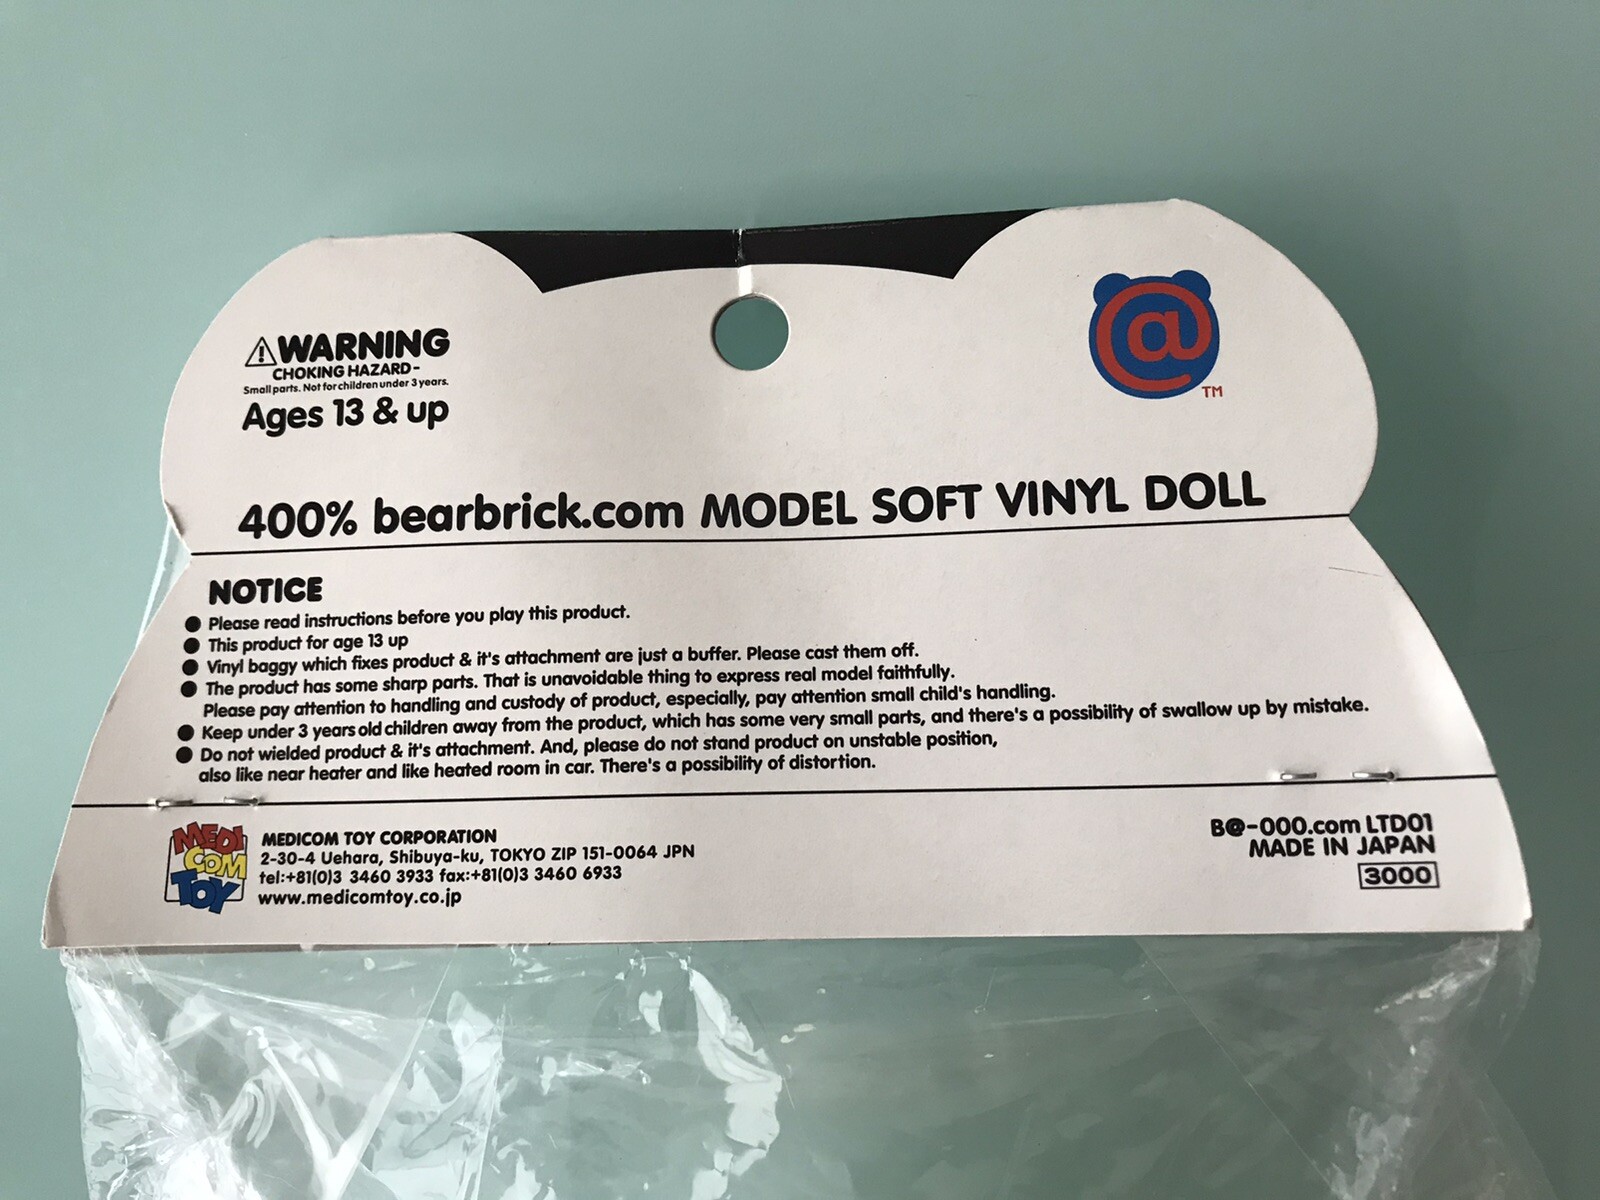 ⚠WARNING
CHOKING HAZARD-
Small parts. Not for children under 3 years.
Ages 13 & up
@
TM
400% bearbrick.com MODEL SOFT VINYL DOLL
NOTICE
● Please read instructions before you play this product.
● This product for age 13 up
● Vinyl baggy which fixes product & it's attachment are just a buffer. Please cast them off.
● The product has some sharp parts. That is unavoidable thing to express real model faithfully.
Please pay attention to handling and custody of product, especially, pay attention small child's handling.
● Keep under 3 years old children away from the product, which has some very small parts, and there's a possibility of swallow up by mistake.
● Do not wielded product & it's attachment. And, please do not stand product on unstable position,
also like near heater and like heated room in car. There's a possibility of distortion.
MEDI
COM
TOY
MEDICOM TOY CORPORATION
2-30-4 Uehara, Shibuya-ku, TOKYO ZIP 151-0064 JPN
tel:+81(0)3 3460 3933 fax:+81(0)3 3460 6933
www.medicomtoy.co.jp
B@-000.com LTD01
MADE IN JAPAN
3000